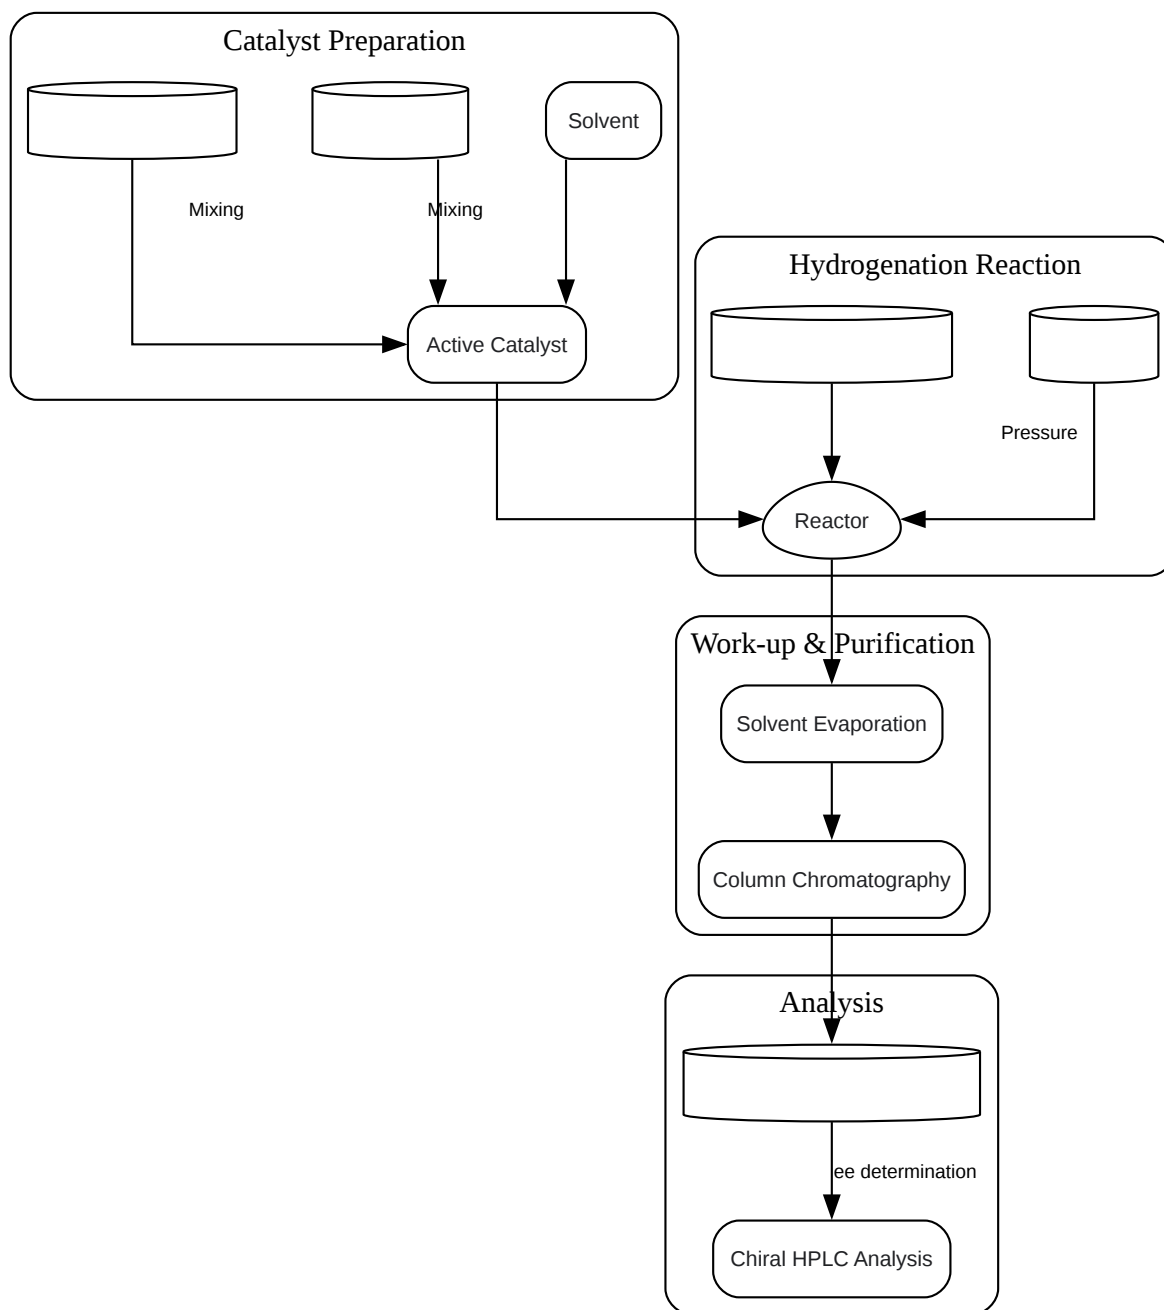 Catalyst Preparation
Solvent
Mixing
Mixing
Active Catalyst
Hydrogenation Reaction
Pressure
Reactor
Work-up & Purification
Solvent Evaporation
Column Chromatography
Analysis
ee determination
Chiral HPLC Analysis